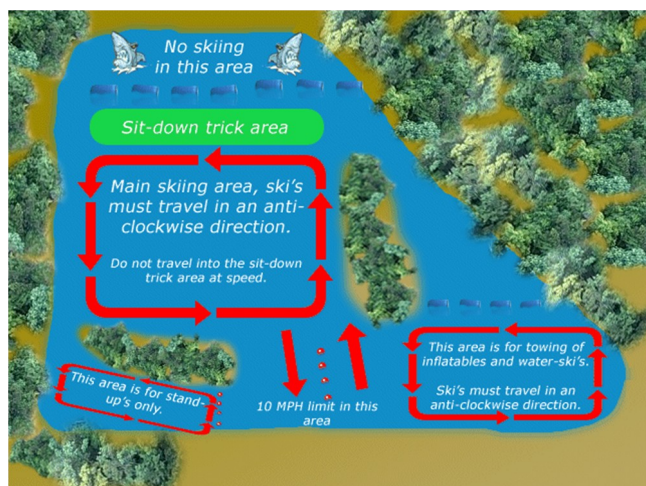 No skiing
in this area
Sit-down trick area
Main skiing area, ski's
must travel in an anti-
clockwise direction.
Do not travel into the sit-down
trick area at speed.
This area is for towing of
inflatables and water-ski's.
Ski's must travel in an
anti-clockwise direction.
This area is for stand-
up's only.
10 MPH limit in this
area